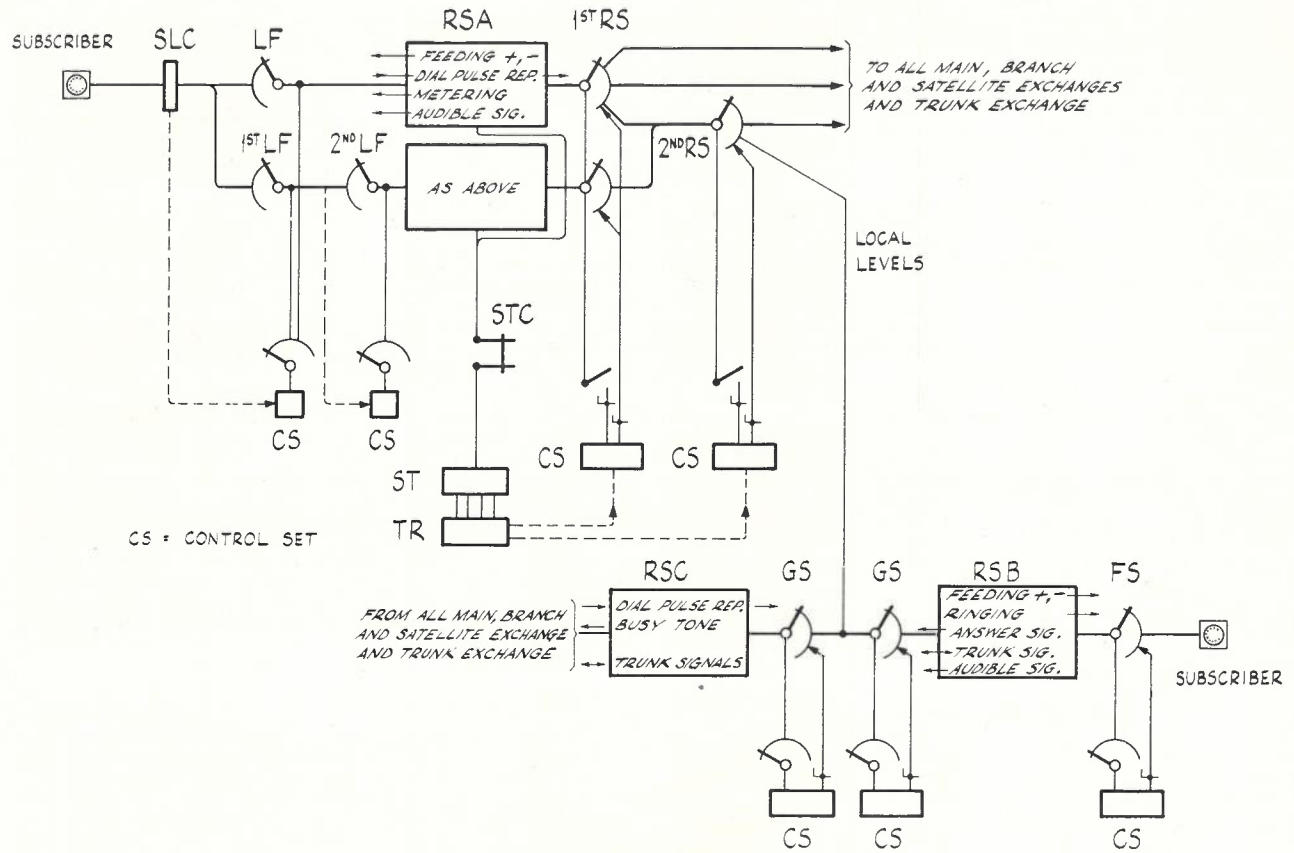 SUBSCRIBER
SLC
LF
RSA
1ST RS
FEEDING +,-
DIAL PULSE REP.
METERING
AUDIBLE SIG.
TO ALL MAIN, BRANCH
AND SATELLITE EXCHANGES
AND TRUNK EXCHANGE
1ST LF
2ND LF
AS ABOVE
2ND RS
LOCAL
LEVELS
STC
CS
CS
CS
CS
ST
TR
CS = CONTROL SET
RSC
GS
GS
RSB
FS
FROM ALL MAIN, BRANCH
AND SATELLITE EXCHANGE
AND TRUNK EXCHANGE
DIAL PULSE REP.
BUSY TONE
TRUNK SIGNALS
FEEDING +,-
RINGING
ANSWER SIG.
TRUNK SIG.
AUDIBLE SIG.
SUBSCRIBER
CS
CS
CS